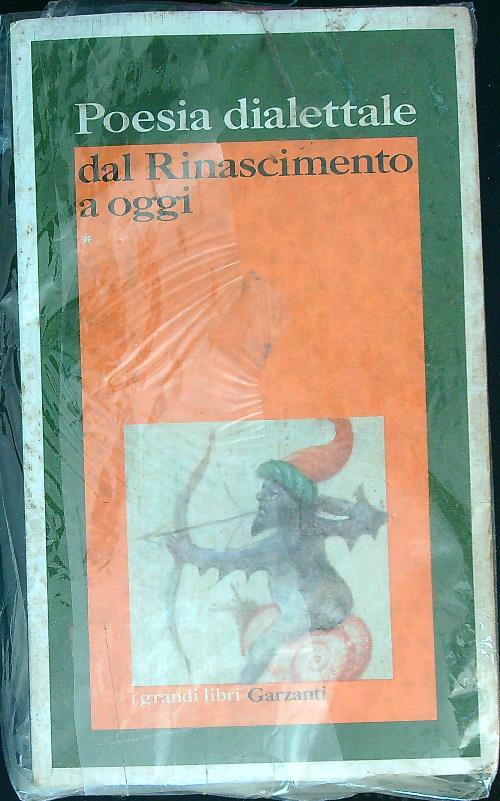 Poesia dialettale
dal Rinascimento
a oggi
*
i grandi libri Garzanti